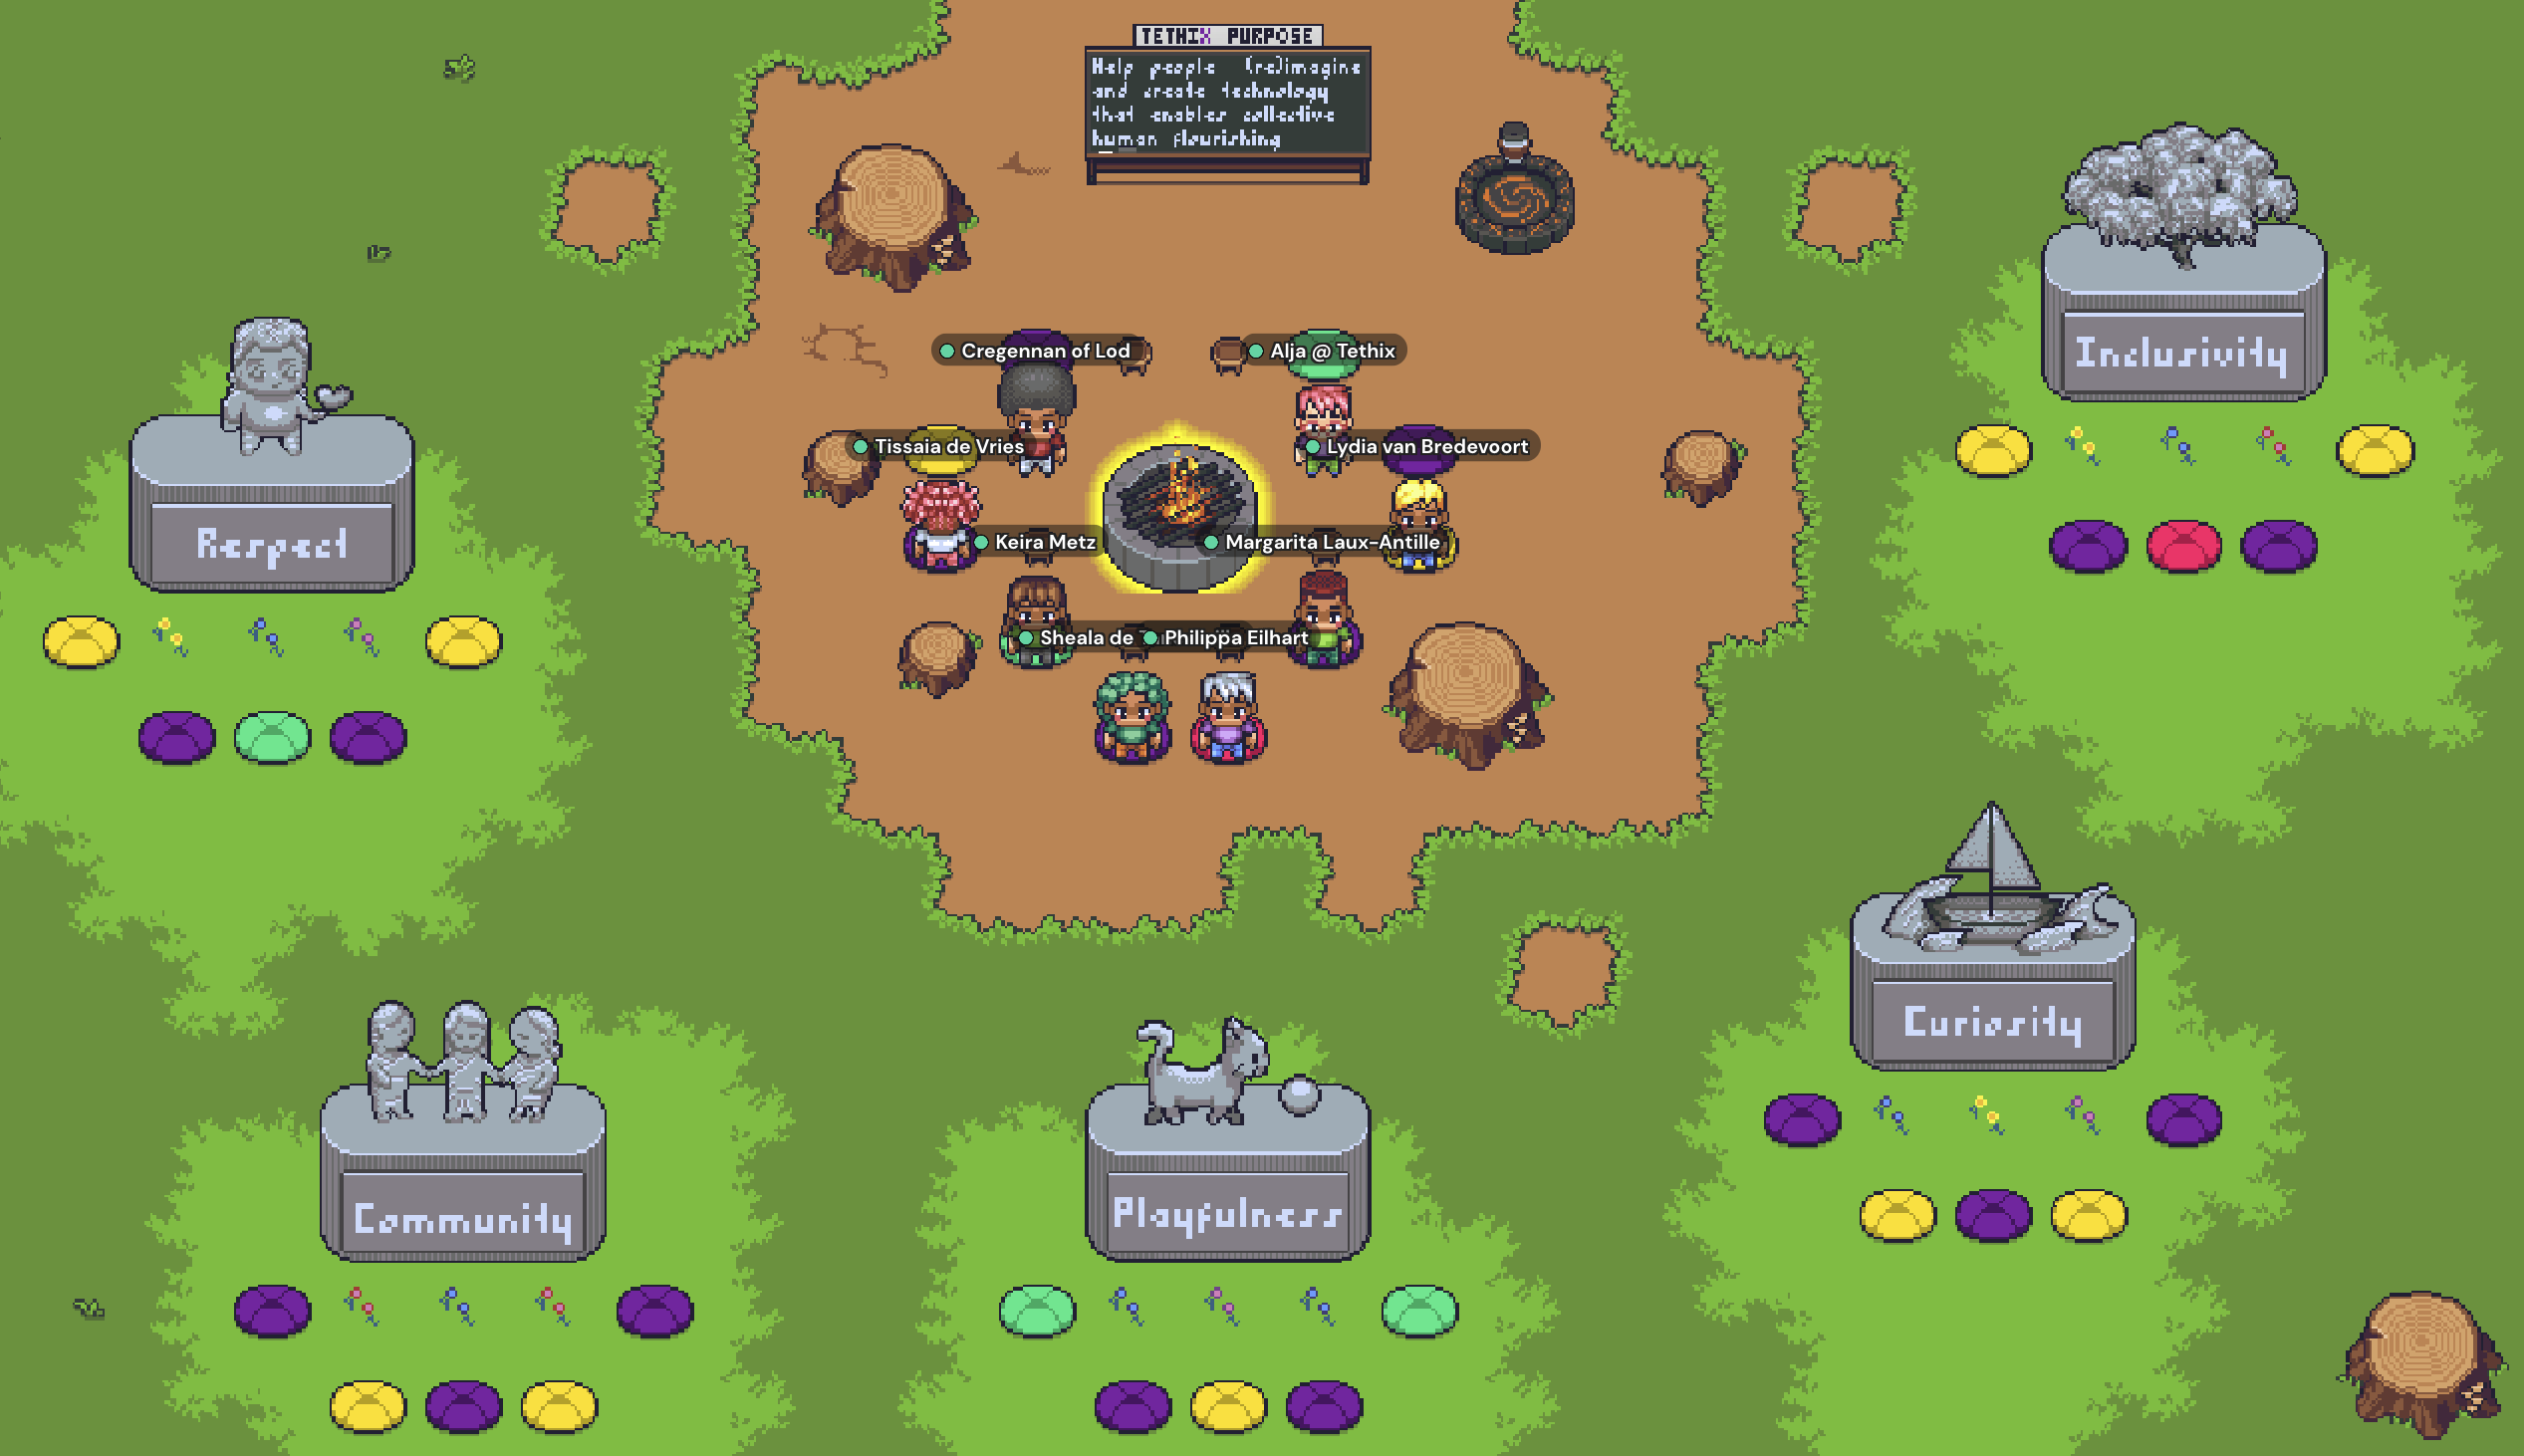 TETHIX PURPOSE
Help people (re)imagine
and create technology
that enables collective
human flourishing
Cregennan of Lod
Alja @ Tethix
Tissaia de Vries
Lydia van Bredevoort
Keira Metz
Margarita Laux-Antille
Sheala de
Philippa Eilhart
Inclusivity
Respect
Curiosity
Community
Playfulness